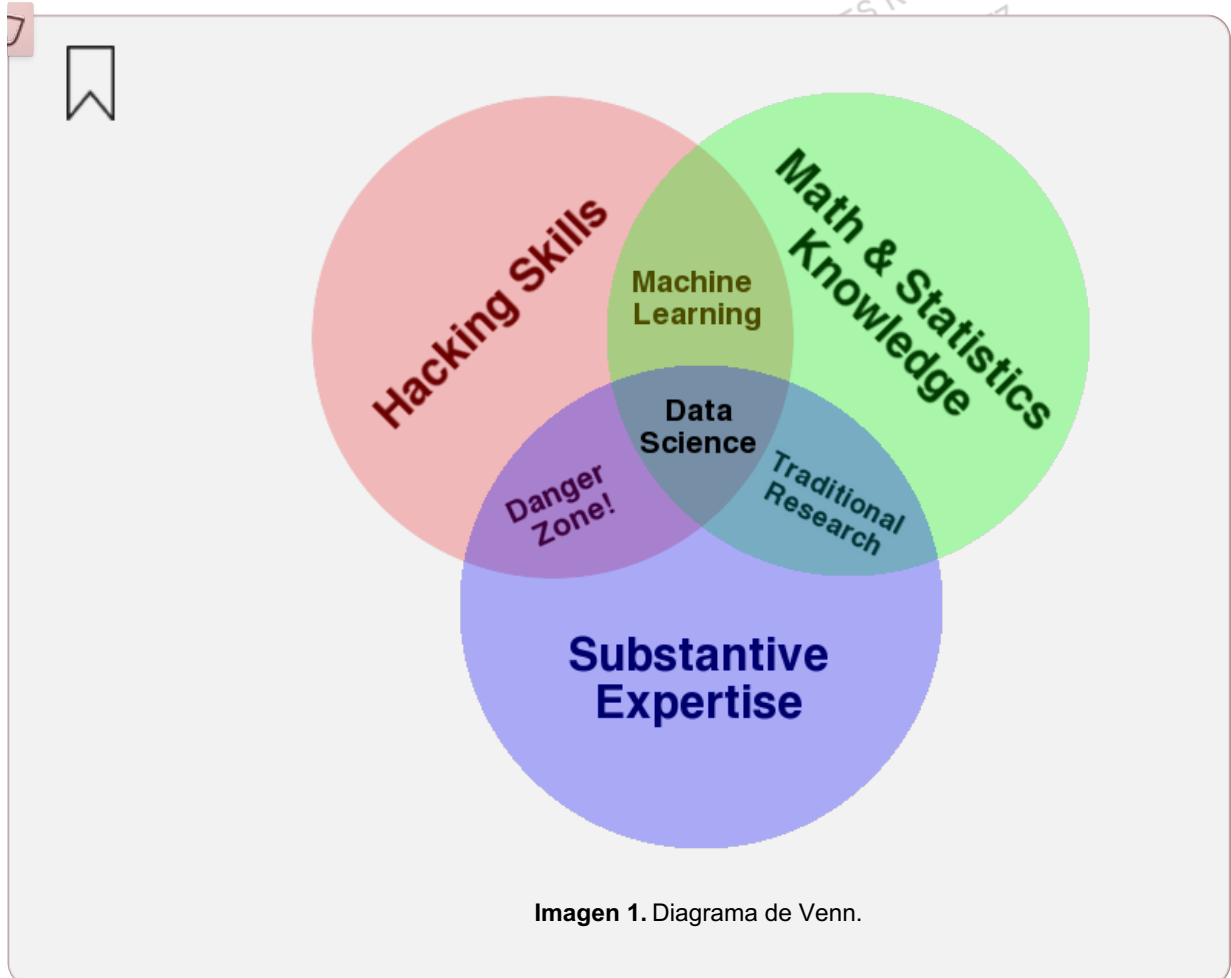 Hacking Skills
Math & Statistics
Knowledge
Machine
Learning
Data
Science
Danger
Zone!
Traditional
Research
Substantive
Expertise
Imagen 1. Diagrama de Venn.